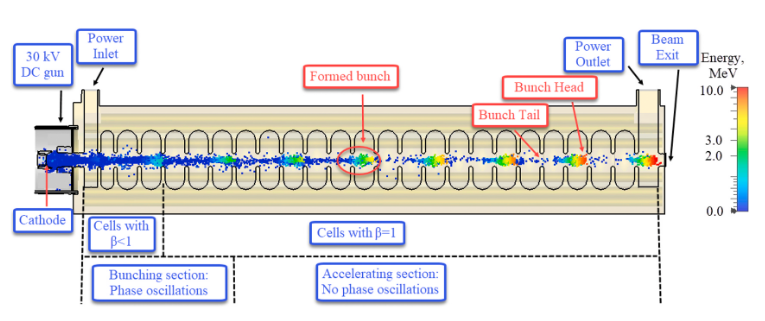 30 kV
DC gun
Power
Inlet
Formed bunch
Power
Outlet
Beam
Exit
Energy,
MeV
Bunch Head
Bunch Tail
10.0
3.0
2.0
0.0
Cathode
Cells with
β<1
Cells with β=1
Bunching section:
Phase oscillations
Accelerating section:
No phase oscillations